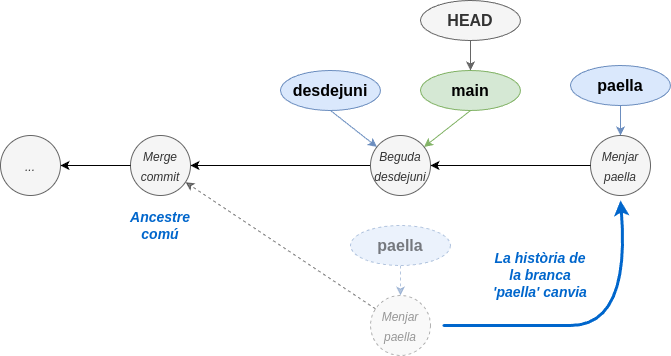 HEAD
desdejuni
main
paella
...
Merge
commit
Beguda
desdejuni
Menjar
paella
Ancestre
comú
paella
La història de
la branca
'paella' canvia
Menjar
paella